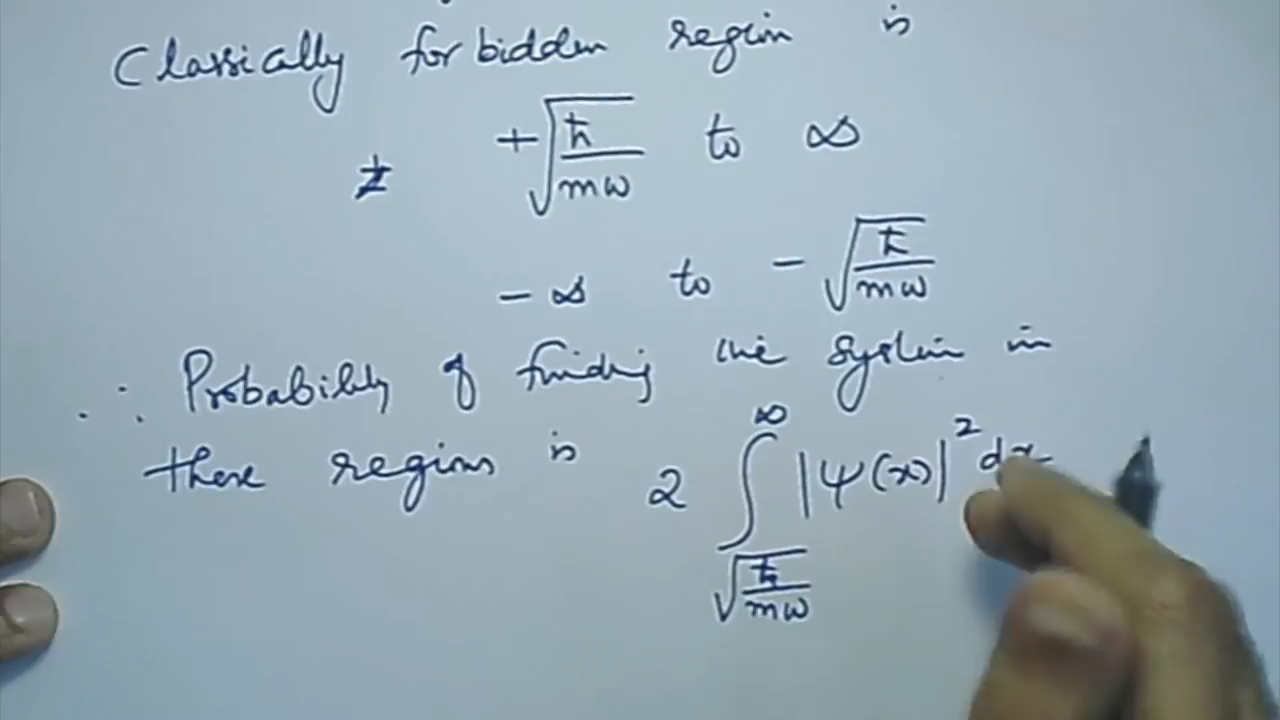 Classically forbidden region is
± +√(ħ/mω) to ∞
-∞ to -√(ħ/mω)
∴ Probability of finding the system in
these regions is 2 ∫_{√(ħ/mω)}^{∞} |ψ(x)|² dx